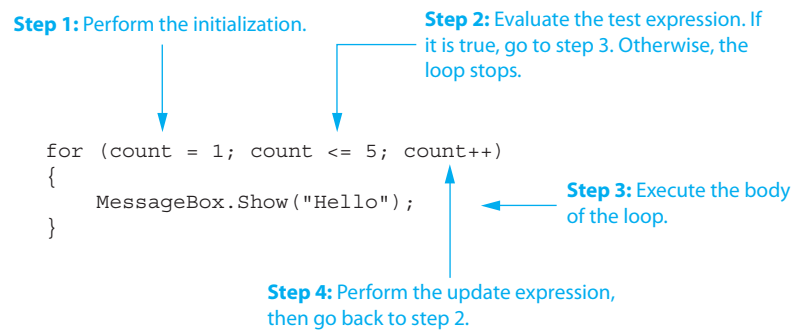 Step 1: Perform the initialization.
Step 2: Evaluate the test expression. If
it is true, go to step 3. Otherwise, the
loop stops.
for (count = 1; count <= 5; count++)
{
    MessageBox.Show("Hello");
}
Step 3: Execute the body
of the loop.
Step 4: Perform the update expression,
then go back to step 2.